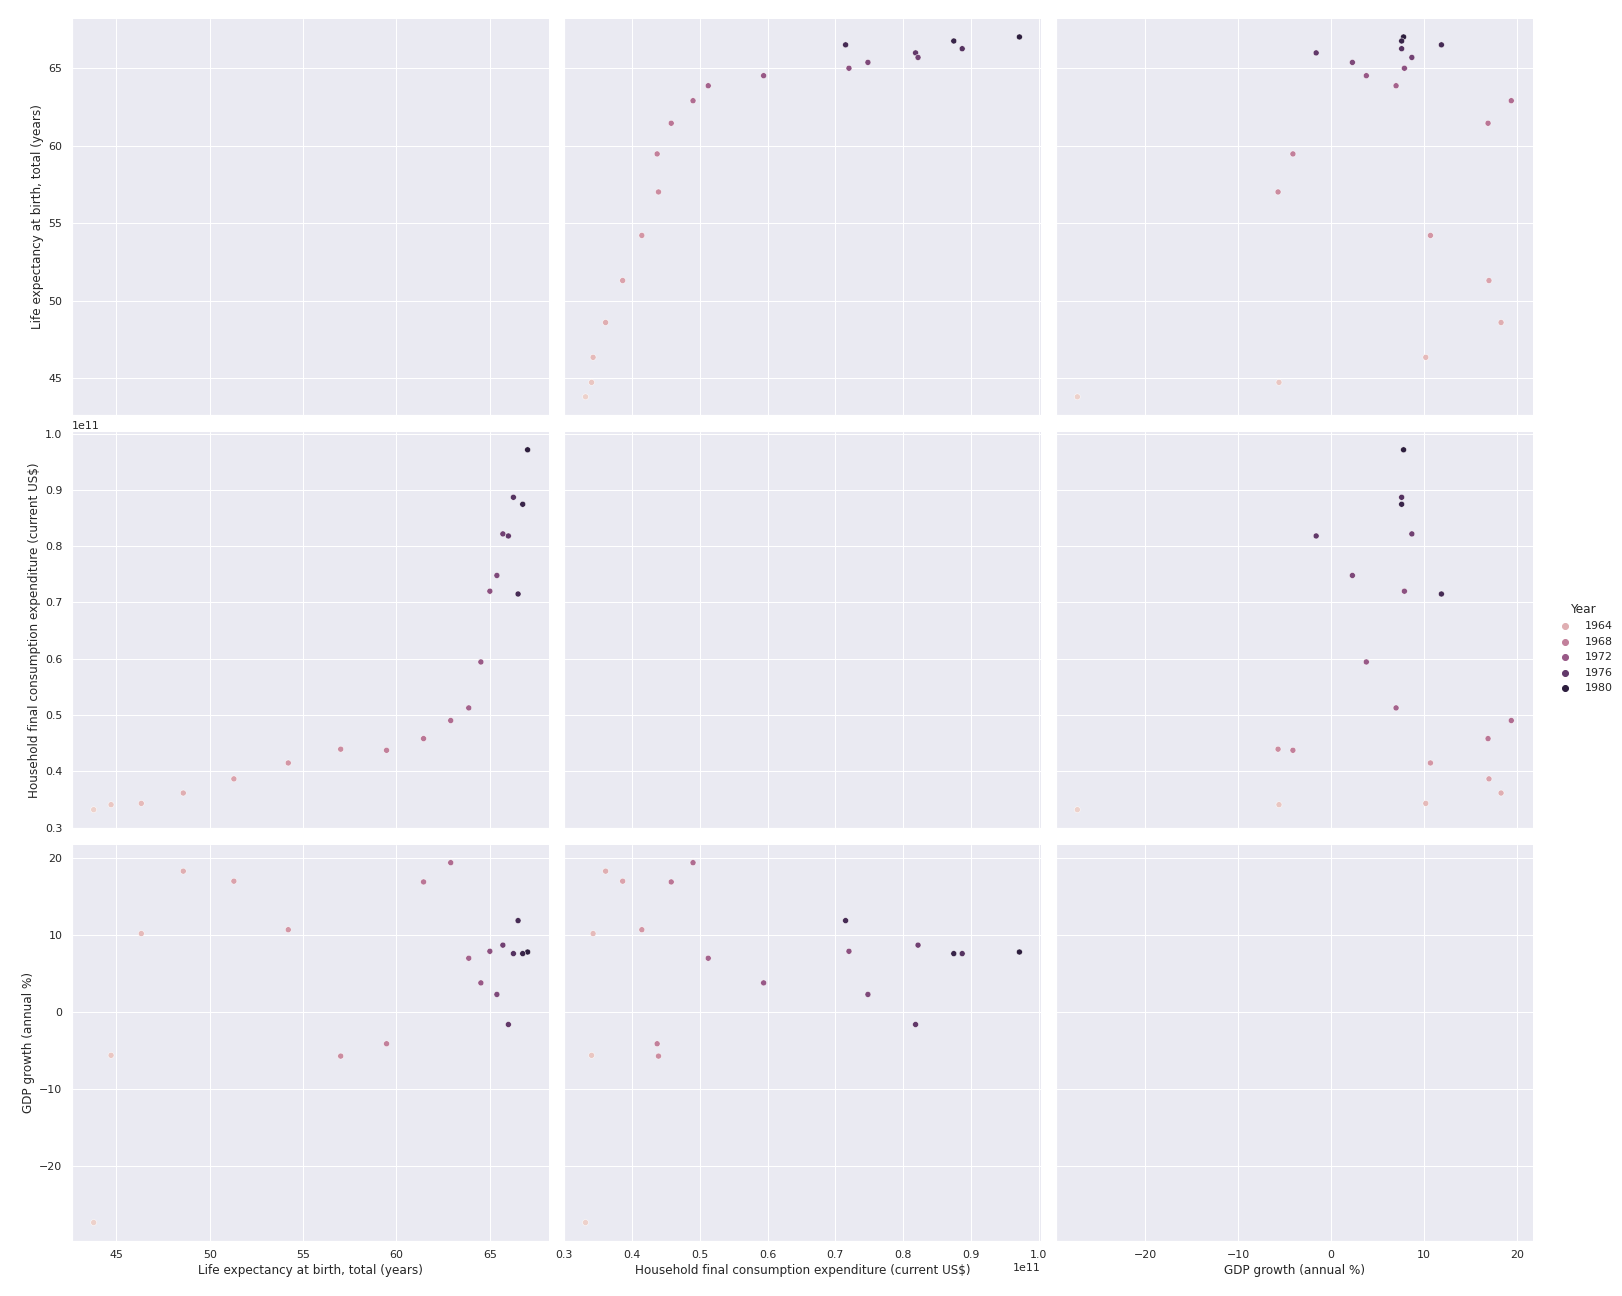 65
60
55
50
45
Life expectancy at birth, total (years)
1e11
1.0
0.9
0.8
0.7
0.6
0.5
0.4
0.3
Household final consumption expenditure (current US$)
20
10
0
−10
−20
GDP growth (annual %)
45 50 55 60 65
Life expectancy at birth, total (years)
0.3 0.4 0.5 0.6 0.7 0.8 0.9 1.0
1e11
Household final consumption expenditure (current US$)
−20 −10 0 10 20
GDP growth (annual %)
Year
1964
1968
1972
1976
1980